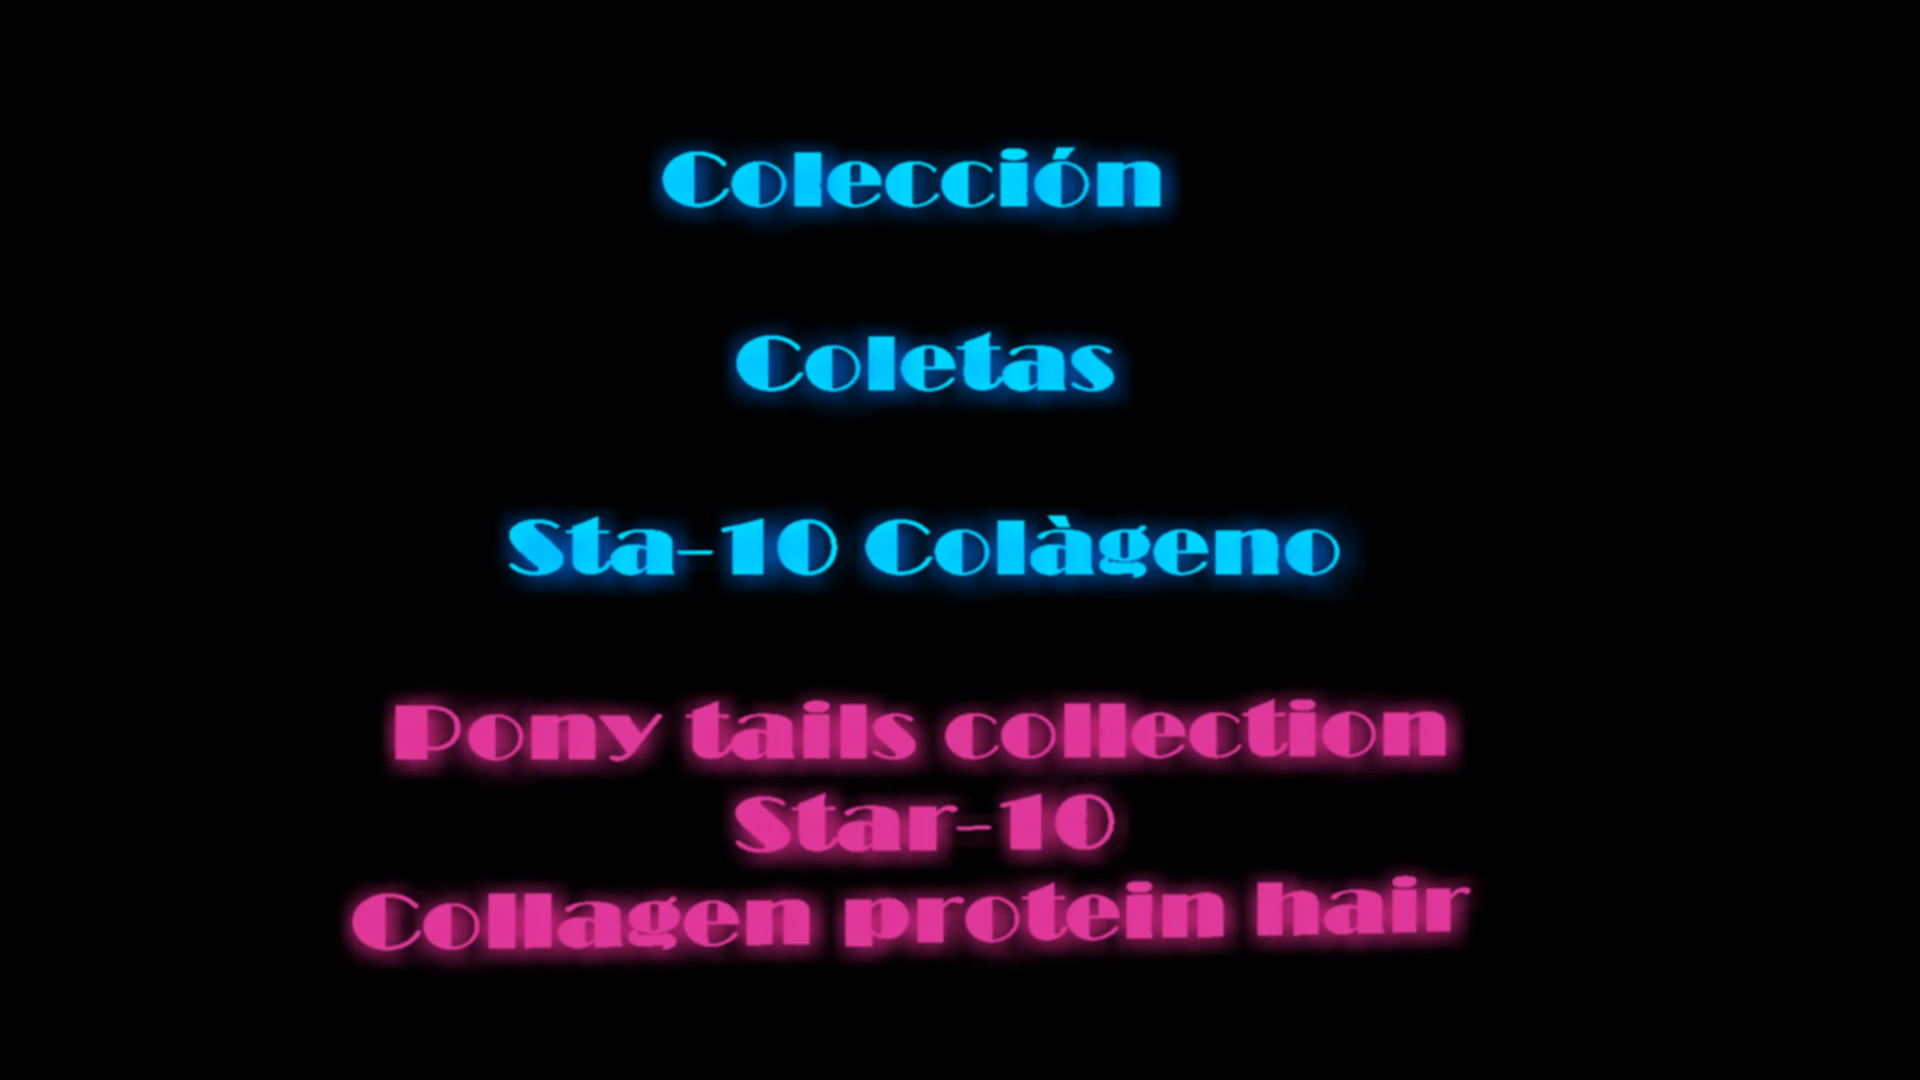 Colección
Coletas
Sta-10 Colàgeno
Pony tails collection
Star-10
Collagen protein hair